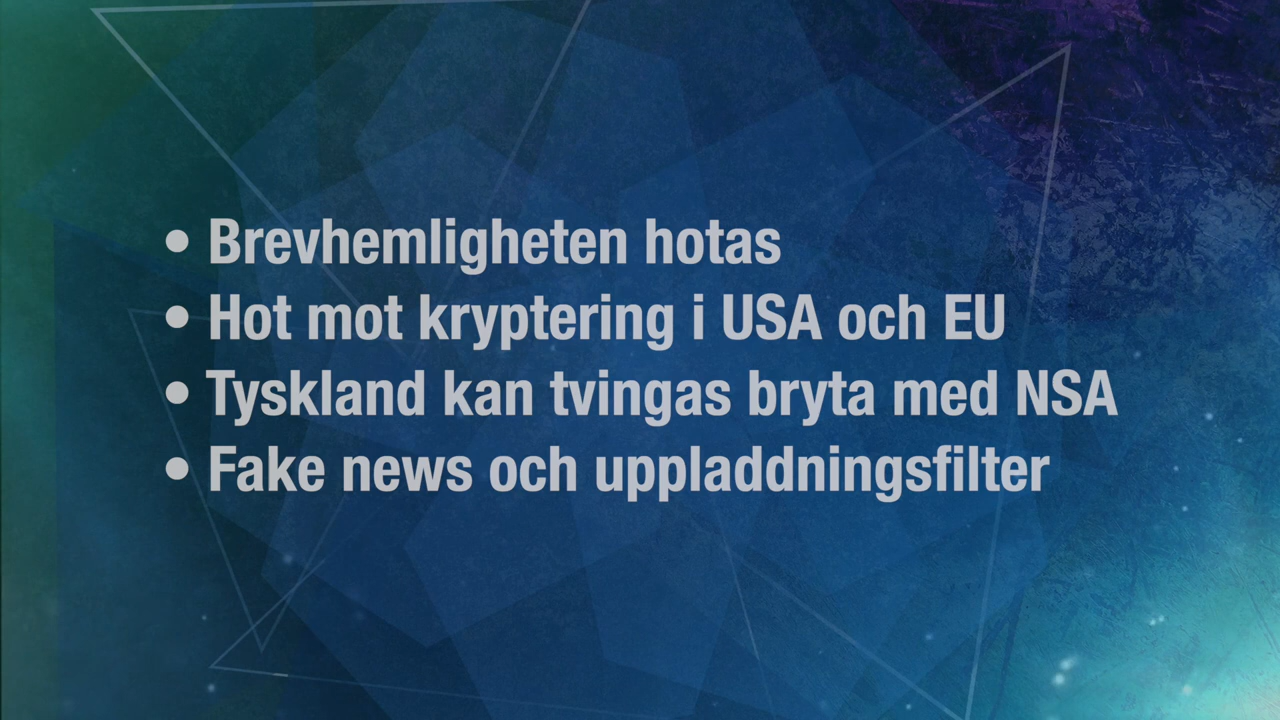 • Brevhemligheten hotas
• Hot mot kryptering i USA och EU
• Tyskland kan tvingas bryta med NSA
• Fake news och uppladdningsfilter